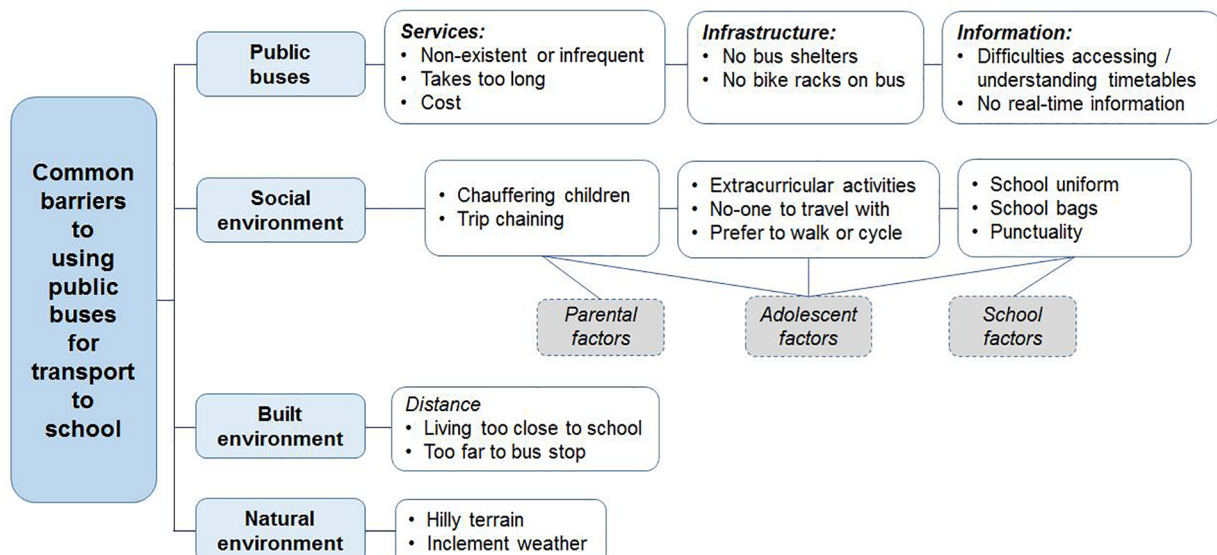 Common
barriers
to
using
public
buses
for
transport
to
school
Public
buses
Services:
• Non-existent or infrequent
• Takes too long
• Cost
Infrastructure:
• No bus shelters
• No bike racks on bus
Information:
• Difficulties accessing /
understanding timetables
• No real-time information
Social
environment
• Chauffering children
• Trip chaining
• Extracurricular activities
• No-one to travel with
• Prefer to walk or cycle
• School uniform
• School bags
• Punctuality
Parental
factors
Adolescent
factors
School
factors
Built
environment
Distance
• Living too close to school
• Too far to bus stop
Natural
environment
• Hilly terrain
• Inclement weather